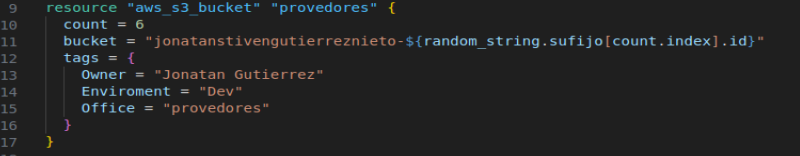 9 resource "aws_s3_bucket" "provedores" {
10 count = 6
11 bucket = "jonatanstivengutierreznieto-${random_string.sufijo[count.index].id}"
12 tags = {
13 Owner = "Jonatan Gutierrez"
14 Enviroment = "Dev"
15 Office = "provedores"
16 }
17 }